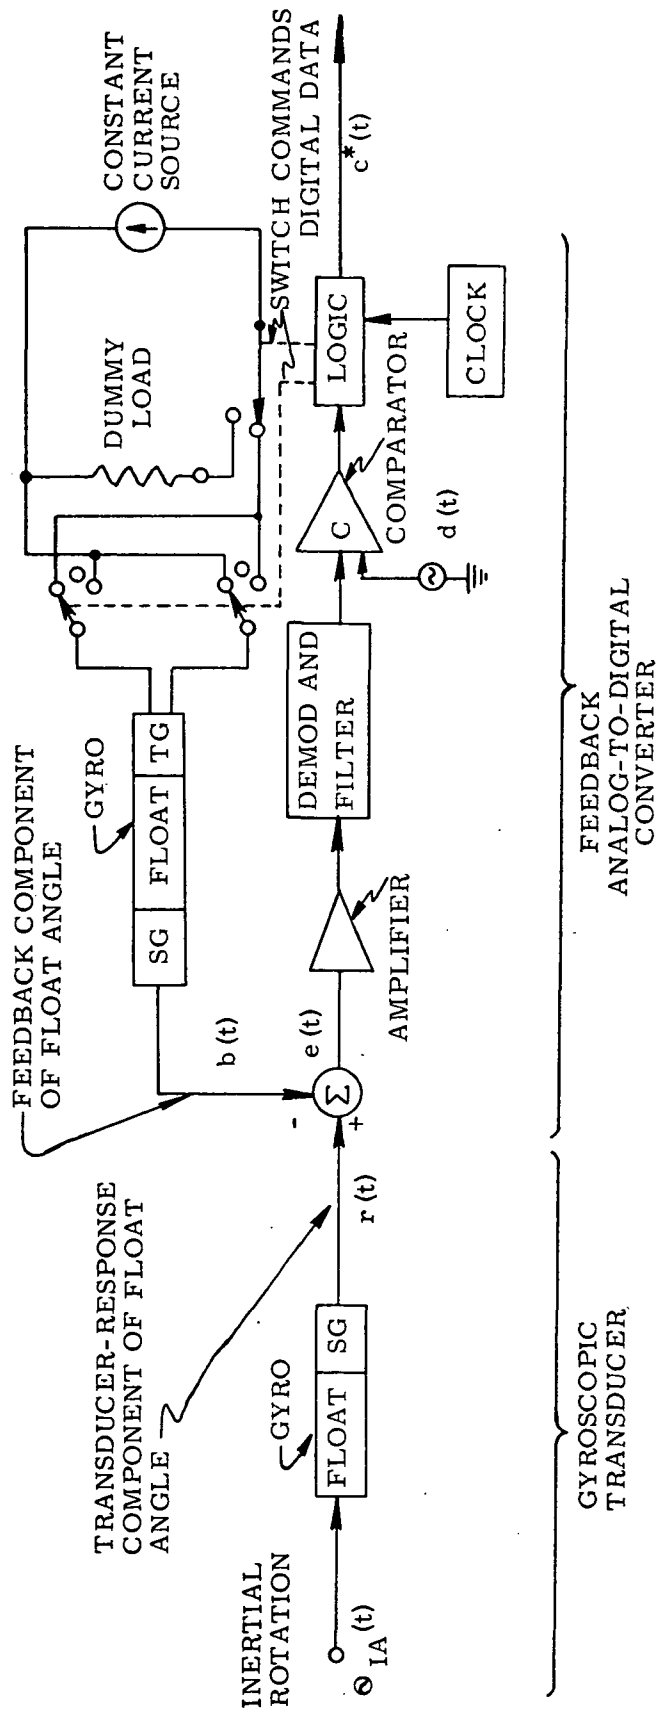 INERTIAL
ROTATION
Θ IA (t)
TRANSDUCER-RESPONSE
COMPONENT OF FLOAT
ANGLE
GYRO
FLOAT SG
r (t)
GYROSCOPIC
TRANSDUCER
FEEDBACK COMPONENT
OF FLOAT ANGLE
b (t)
-
+
Σ
e (t)
GYRO
SG FLOAT TG
AMPLIFIER
DEMOD AND
FILTER
C
COMPARATOR
d (t)
DUMMY
LOAD
CONSTANT
CURRENT
SOURCE
SWITCH COMMANDS
LOGIC
CLOCK
DIGITAL DATA
c*(t)
FEEDBACK
ANALOG-TO-DIGITAL
CONVERTER